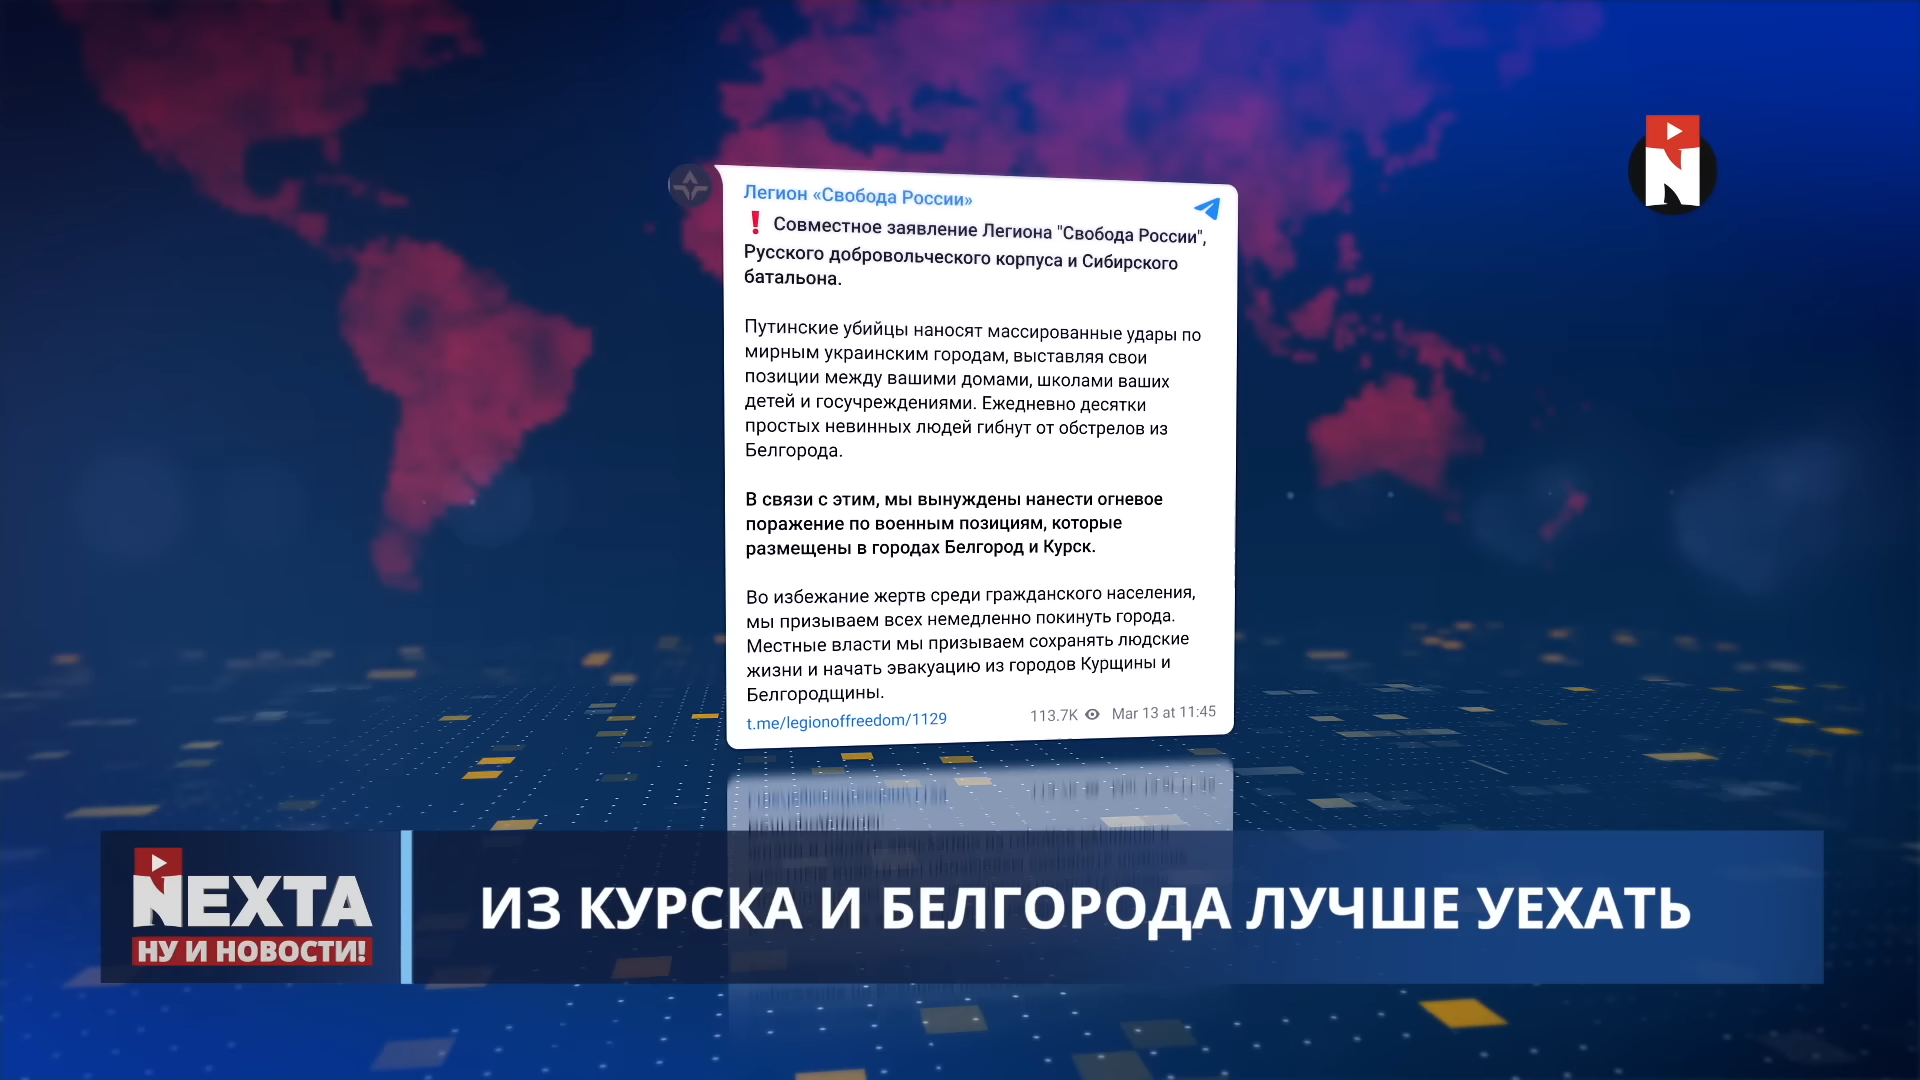 Легион «Свобода России»
❗ Совместное заявление Легиона "Свобода России",
Русского добровольческого корпуса и Сибирского
батальона.
Путинские убийцы наносят массированные удары по
мирным украинским городам, выставляя свои
позиции между вашими домами, школами ваших
детей и госучреждениями. Ежедневно десятки
простых невинных людей гибнут от обстрелов из
Белгорода.
В связи с этим, мы вынуждены нанести огневое
поражение по военным позициям, которые
размещены в городах Белгород и Курск.
Во избежание жертв среди гражданского населения,
мы призываем всех немедленно покинуть города.
Местные власти мы призываем сохранять людские
жизни и начать эвакуацию из городов Курщины и
Белгородщины.
t.me/legionoffreedom/1129 113.7K Mar 13 at 11:45
N
NEXTA
НУ И НОВОСТИ!
ИЗ КУРСКА И БЕЛГОРОДА ЛУЧШЕ УЕХАТЬ